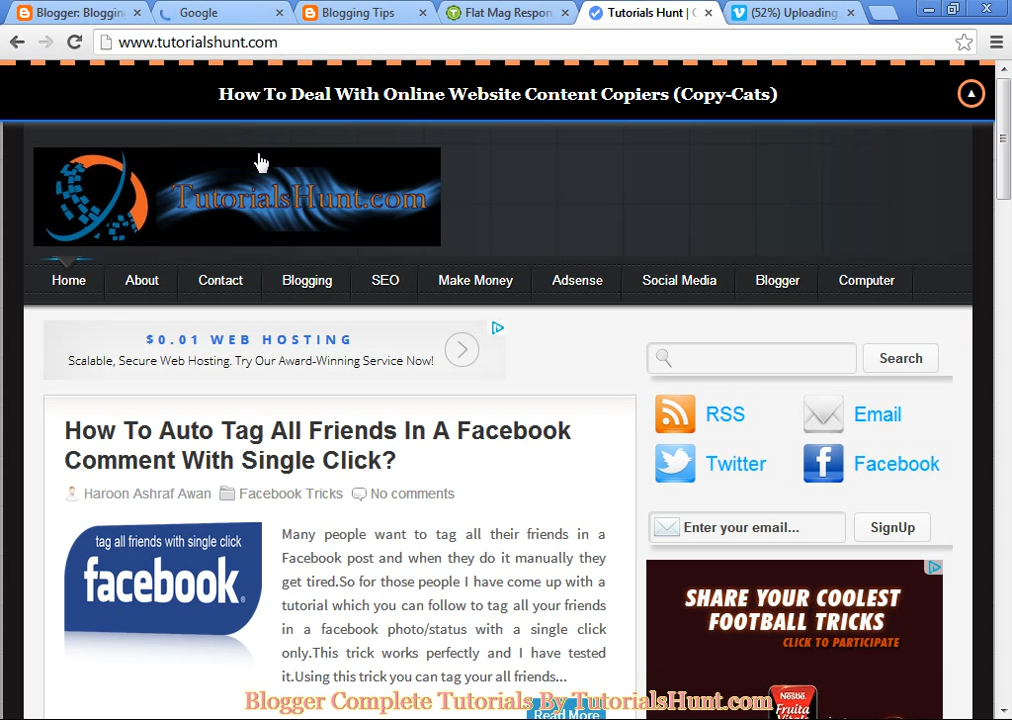 Blogger: Bloggin
Google
Blogging Tips
Flat Mag Respon
Tutorials Hunt |
(52%) Uploading
www.tutorialshunt.com
How To Deal With Online Website Content Copiers (Copy-Cats)
TutorialsHunt.com
Home About Contact Blogging SEO Make Money Adsense Social Media Blogger Computer
$0.01 WEB HOSTING
Scalable, Secure Web Hosting. Try Our Award-Winning Service Now!
Search
RSS Email
Twitter Facebook
Enter your email... SignUp
How To Auto Tag All Friends In A Facebook
Comment With Single Click?
Haroon Ashraf Awan Facebook Tricks No comments
tag all friends with single click
facebook
Many people want to tag all their friends in a
Facebook post and when they do it manually they
get tired.So for those people I have come up with a
tutorial which you can follow to tag all your friends
in a facebook photo/status with a single click
only.This trick works perfectly and I have tested
it.Using this trick you can tag your all friends...
Read More
SHARE YOUR COOLEST
FOOTBALL TRICKS
CLICK TO PARTICIPATE
Nestle
Fruita
Blogger Complete Tutorials By TutorialsHunt.com